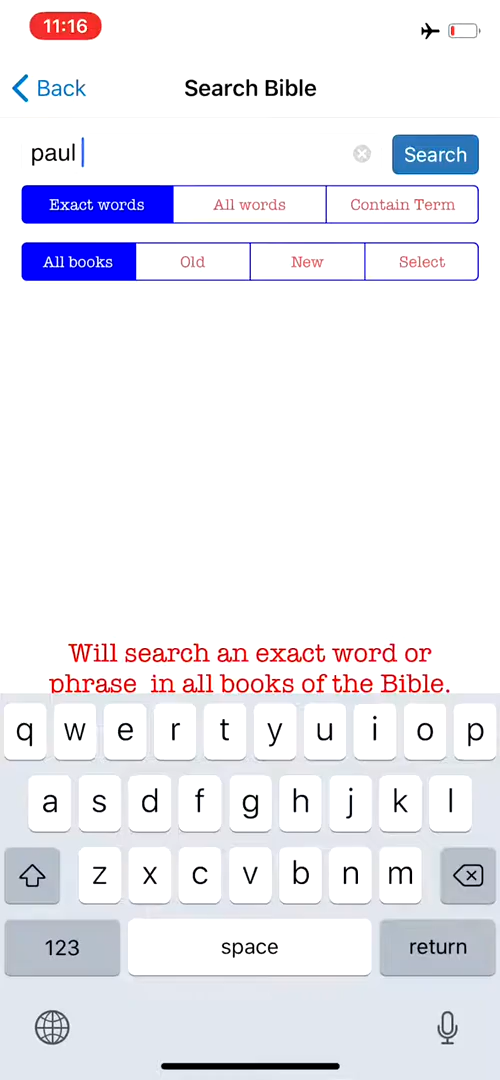 11:16
Back
Search Bible
paul
Search
Exact words
All words
Contain Term
All books
Old
New
Select
Will search an exact word or
phrase in all books of the Bible.
q w e r t y u i o p
a s d f g h j k l
z x c v b n m
123
space
return